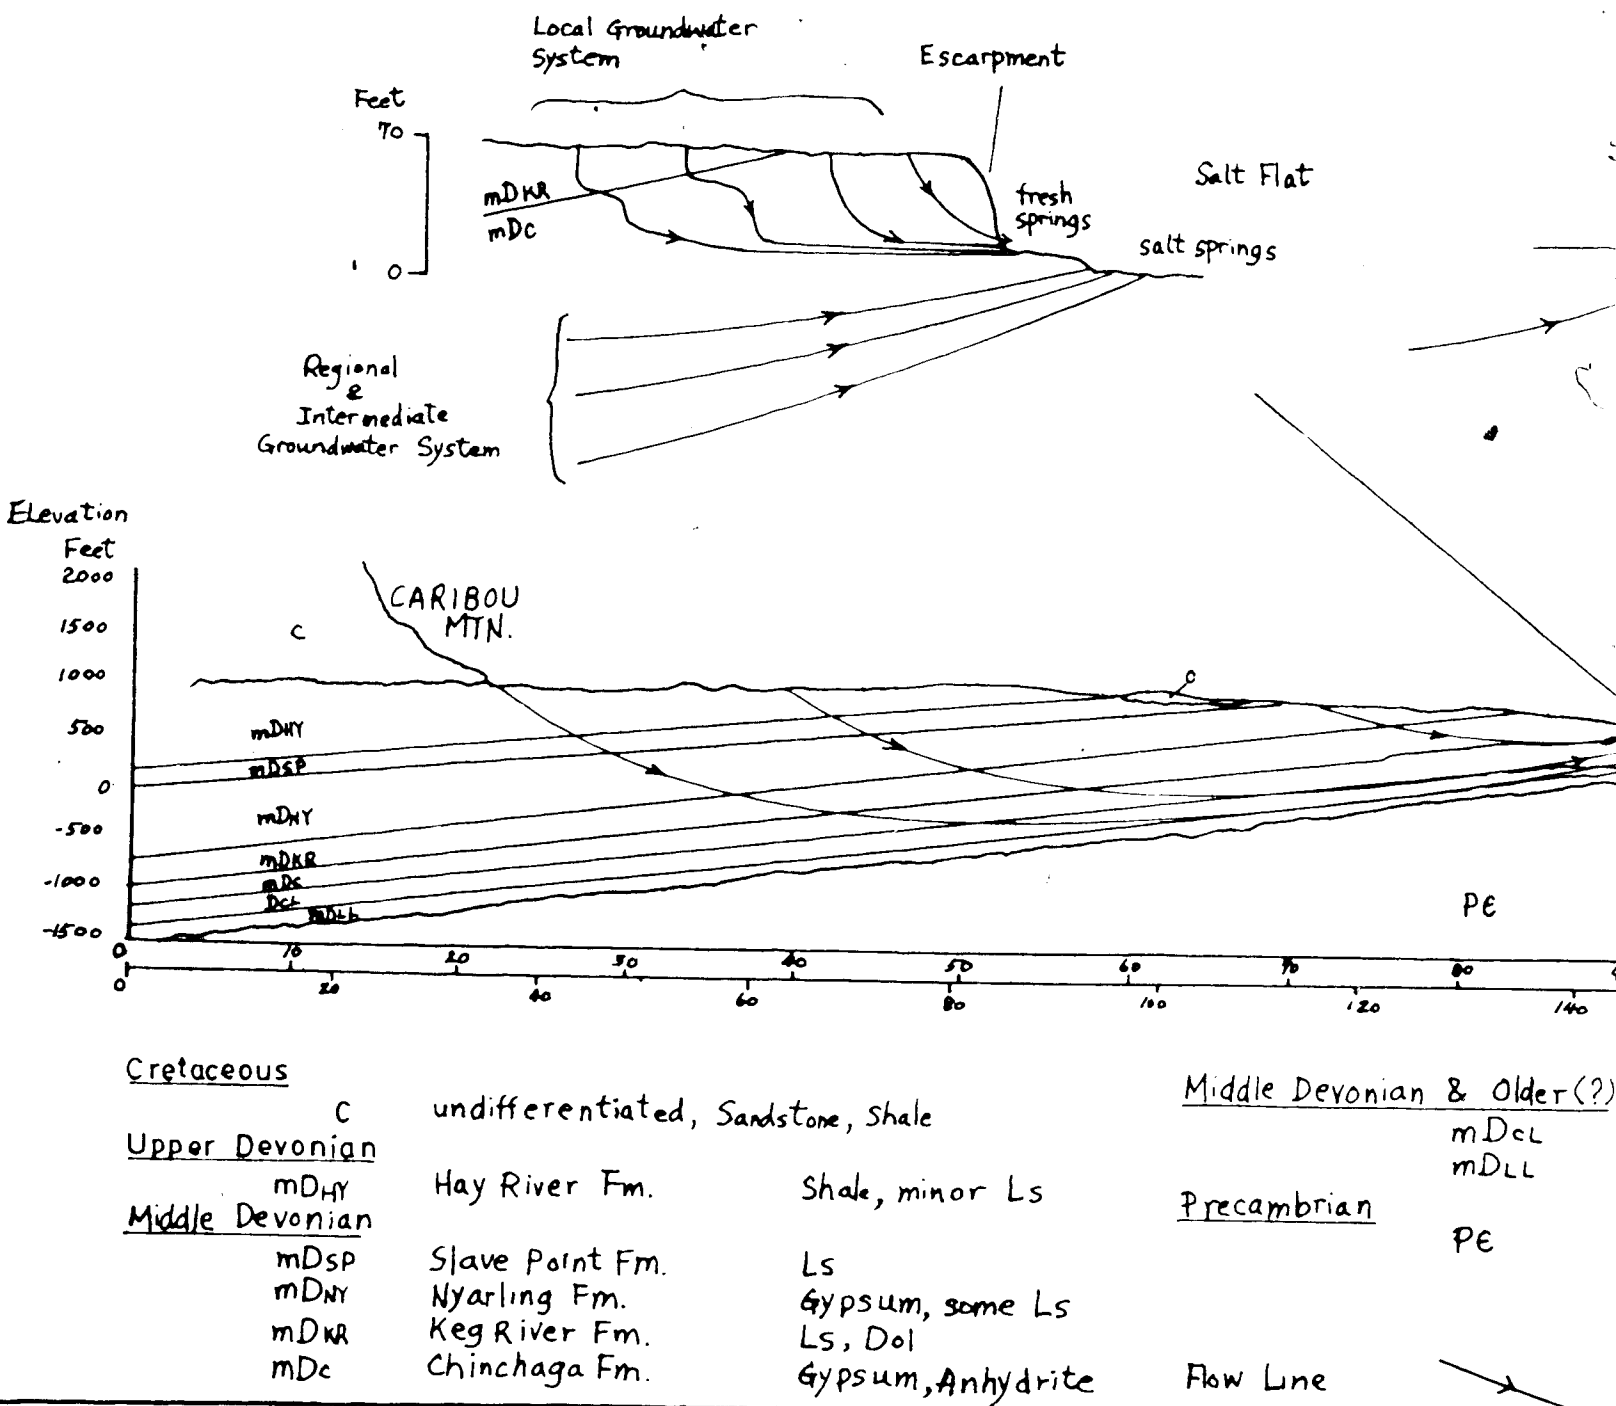 Local Groundwater
System
Escarpment
Feet
70
mDKR
mDc
0
fresh
springs
Salt Flat
salt springs
Regional
&
Intermediate
Groundwater System
Elevation
Feet
2000
1500
1000
500
0
-500
-1000
-1500
CARIBOU
MTN.
C
C
mDHY
mDSP
mDNY
mDKR
mDc
DcL
mDLL
PЄ
0 10 20 30 40 50 60 70 80
0 20 40 60 80 100 120 140
Cretaceous
C undifferentiated, Sandstone, Shale
Upper Devonian
mDHY Hay River Fm. Shale, minor Ls
Middle Devonian
mDSP Slave Point Fm. Ls
mDNY Nyarling Fm. Gypsum, some Ls
mDKR Keg River Fm. Ls, Dol
mDc Chinchaga Fm. Gypsum, Anhydrite
Middle Devonian & Older(?)
mDcL
mDLL
Precambrian
PЄ
Flow Line